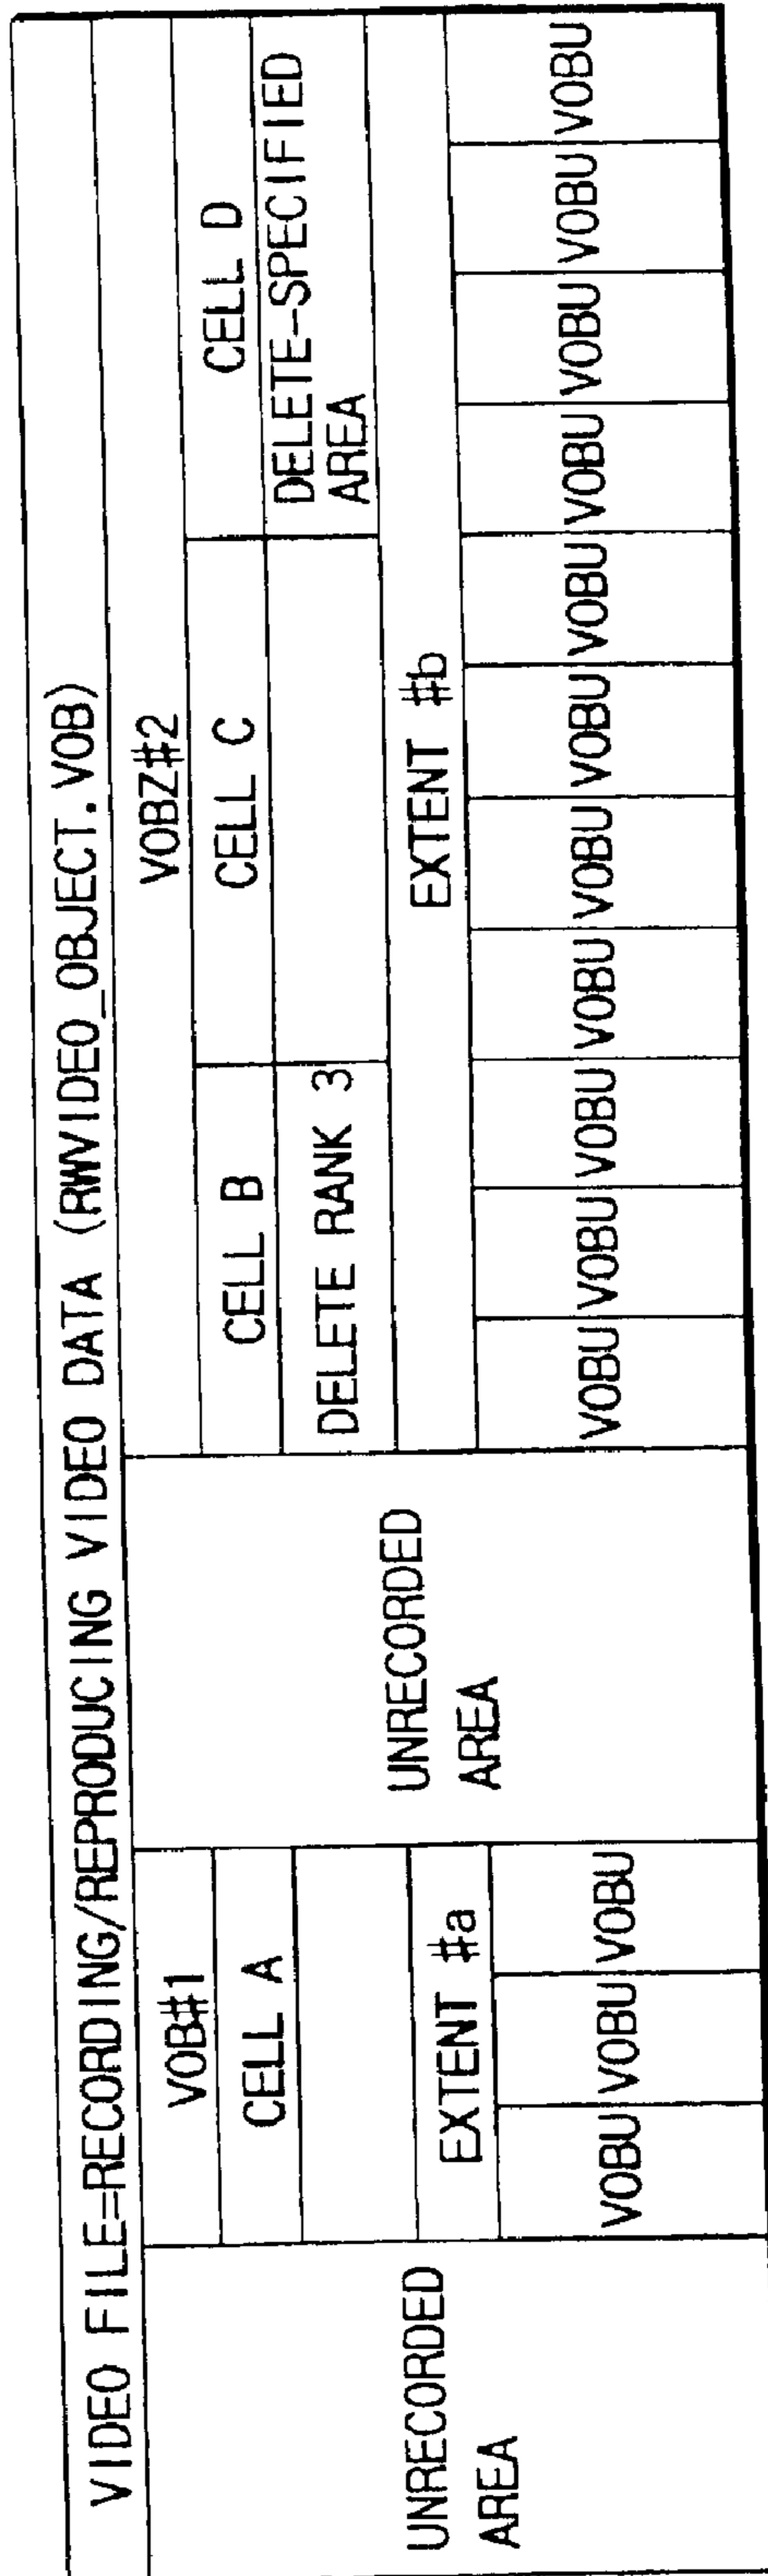 VIDEO FILE=RECORDING/REPRODUCING VIDEO DATA (RWVIDEO_OBJECT.VOB)
UNRECORDED
AREA
VOB#1
CELL A
EXTENT #a
VOBU VOBU VOBU
UNRECORDED
AREA
VOBZ#2
CELL B CELL C CELL D
DELETE RANK 3
DELETE-SPECIFIED
AREA
EXTENT #b
VOBU VOBU VOBU VOBU VOBU VOBU VOBU VOBU VOBU VOBU VOBU